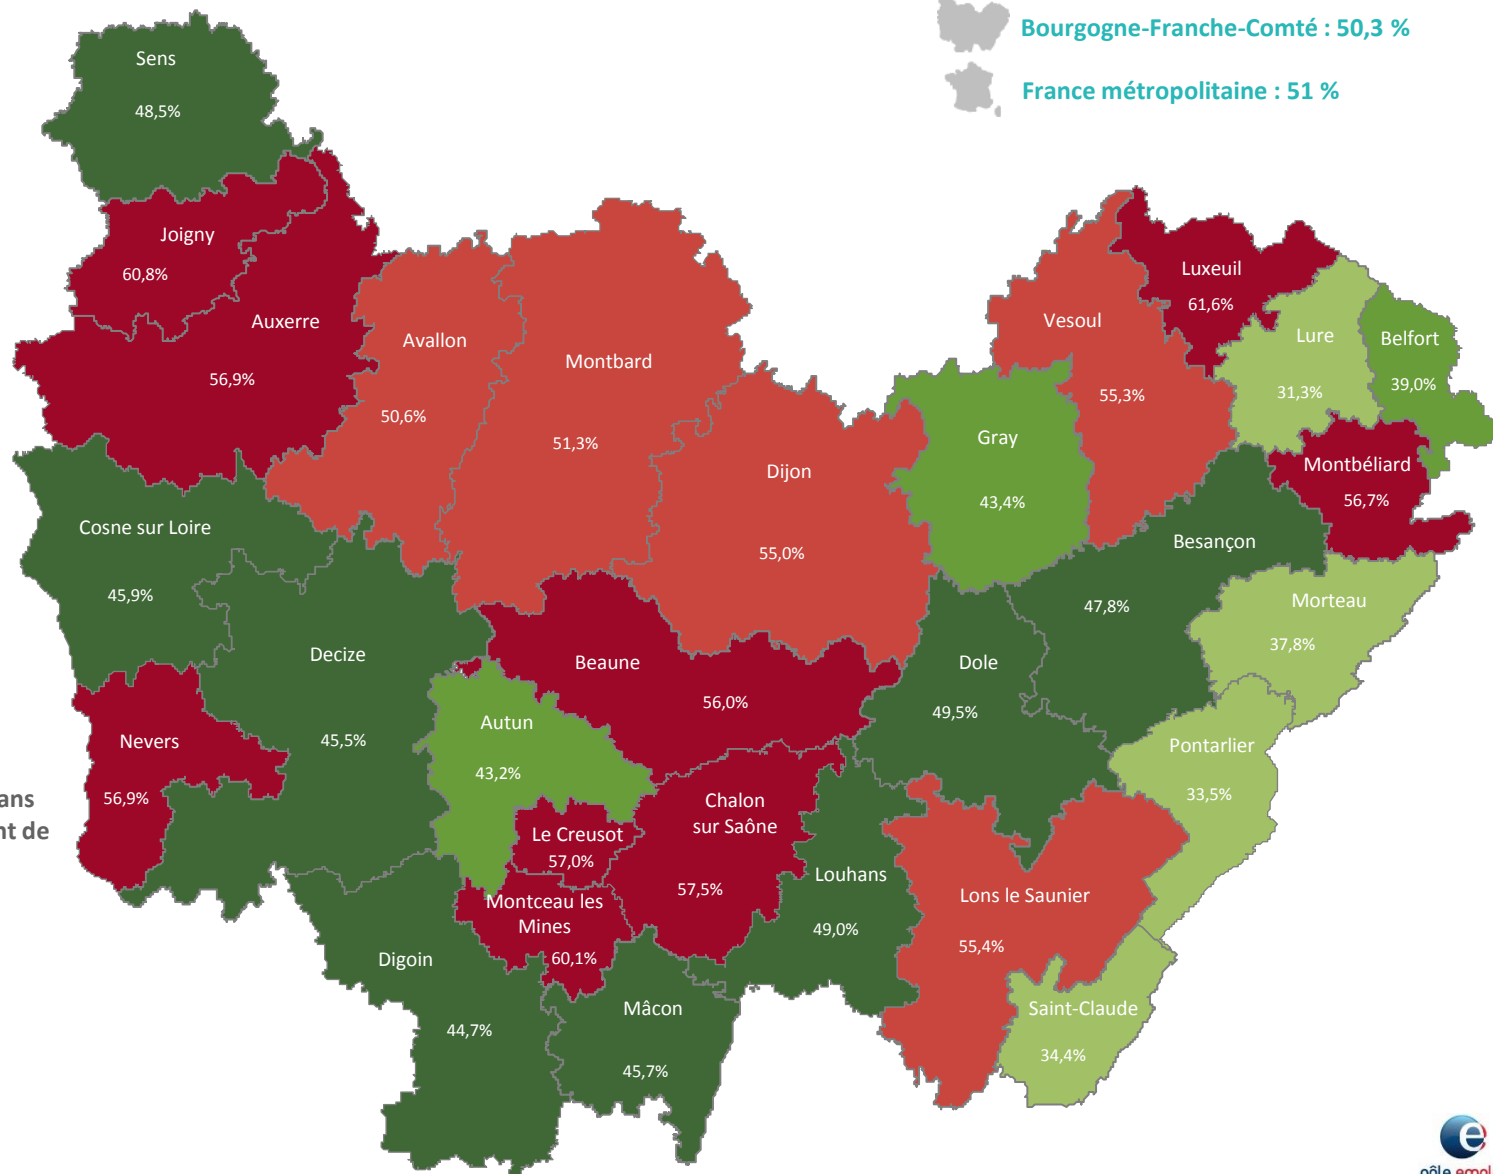 Bourgogne-Franche-Comté : 50,3 %
France métropolitaine : 51 %
Sens
48,5%
Joigny
60,8%
Auxerre
56,9%
Avallon
50,6%
Montbard
51,3%
Dijon
55,0%
Vesoul
55,3%
Luxeuil
61,6%
Lure
31,3%
Belfort
39,0%
Gray
43,4%
Montbéliard
56,7%
Besançon
47,8%
Morteau
37,8%
Cosne sur Loire
45,9%
Decize
45,5%
Nevers
56,9%
Beaune
56,0%
Dole
49,5%
Pontarlier
33,5%
Autun
43,2%
ans
nt de
Le Creusot
57,0%
Chalon
sur Saône
57,5%
Louhans
49,0%
Lons le Saunier
55,4%
Montceau les
Mines
60,1%
Digoin
44,7%
Mâcon
45,7%
Saint-Claude
34,4%
e